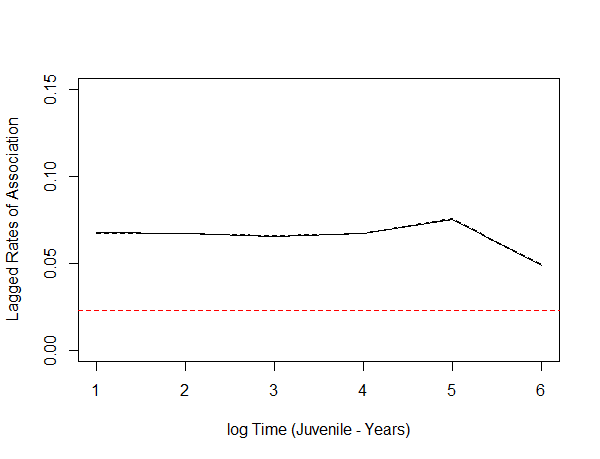 Lagged Rates of Association
0.15
0.10
0.05
0.00
1 2 3 4 5 6
log Time (Juvenile - Years)